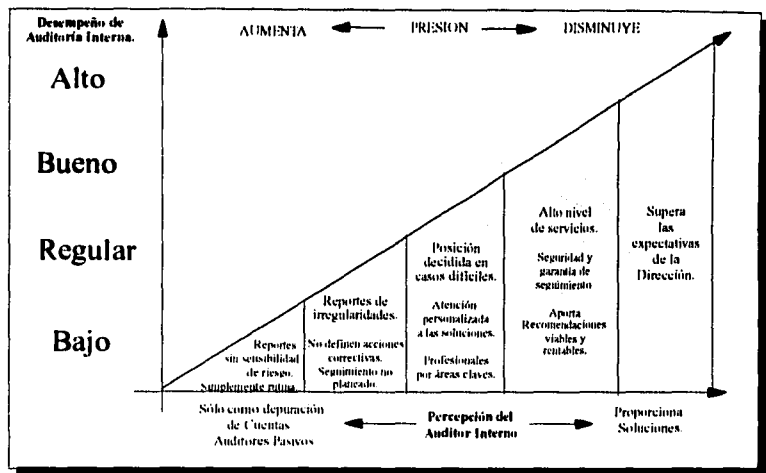 Desempeño de
Auditoría Interna.
AUMENTA PRESION DISMINUYE
Alto
Bueno
Regular
Bajo
Reportes
sin sensibilidad
de riesgo.
Simplemente rutina.
Reportes de
irregularidades.
No definen acciones
correctivas.
Seguimiento no
planeado.
Posición
decidida en
casos difíciles.
Atención
personalizada
a las soluciones.
Profesionales
por áreas claves.
Alto nivel
de servicios.
Seguridad y
garantía de
seguimiento
Aporta
Recomendaciones
viables y
rentables.
Supera
las
expectativas
de la
Dirección.
Sólo como depuración
de Cuentas
Auditores Pasivos
Percepción del
Auditor Interno
Proporciona
Soluciones.